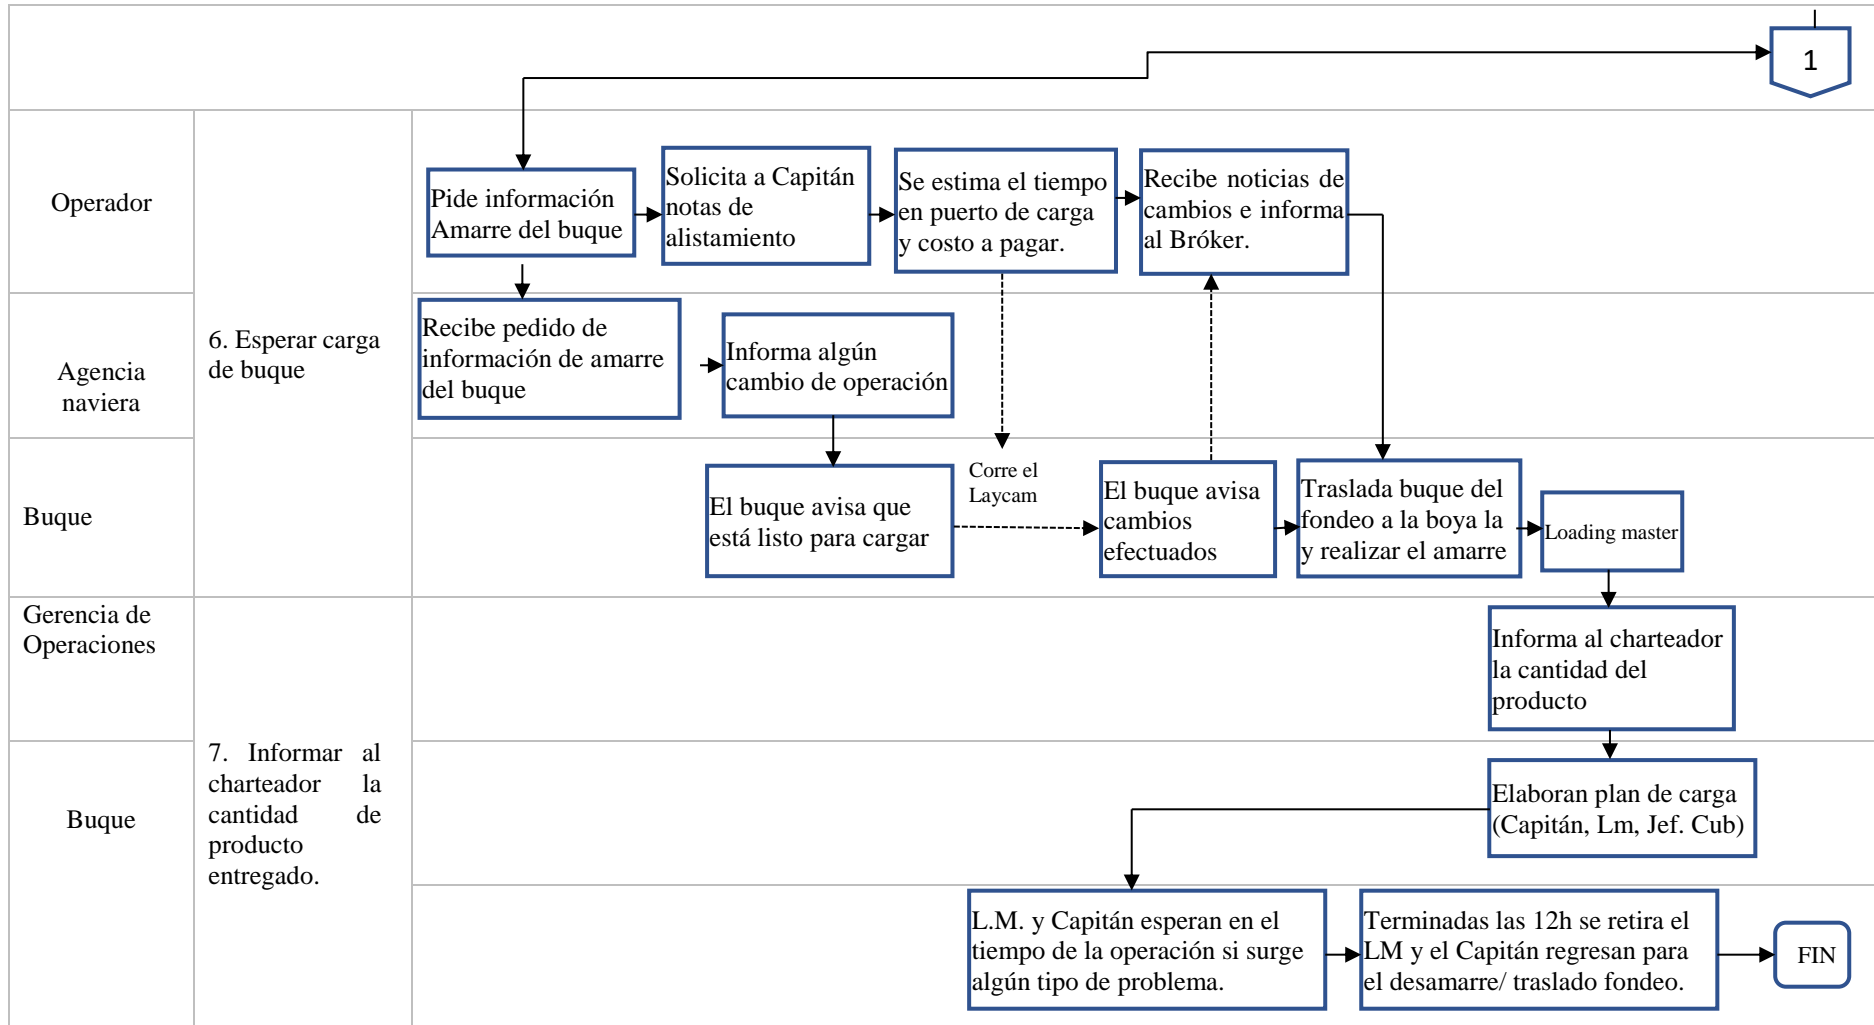 1
Operador
6. Esperar carga
de buque
Pide información
Amarre del buque
Solicita a Capitán
notas de
alistamiento
Se estima el tiempo
en puerto de carga
y costo a pagar.
Recibe noticias de
cambios e informa
al Bróker.
Agencia
naviera
Recibe pedido de
información de amarre
del buque
Informa algún
cambio de operación
Buque
El buque avisa que
está listo para cargar
Corre el
Laycam
El buque avisa
cambios
efectuados
Traslada buque del
fondeo a la boya la
y realizar el amarre
Loading master
Gerencia de
Operaciones
7. Informar al
charteador la
cantidad de
producto
entregado.
Informa al charteador
la cantidad del
producto
Buque
Elaboran plan de carga
(Capitán, Lm, Jef. Cub)
L.M. y Capitán esperan en el
tiempo de la operación si surge
algún tipo de problema.
Terminadas las 12h se retira el
LM y el Capitán regresan para
el desamarre/ traslado fondeo.
FIN